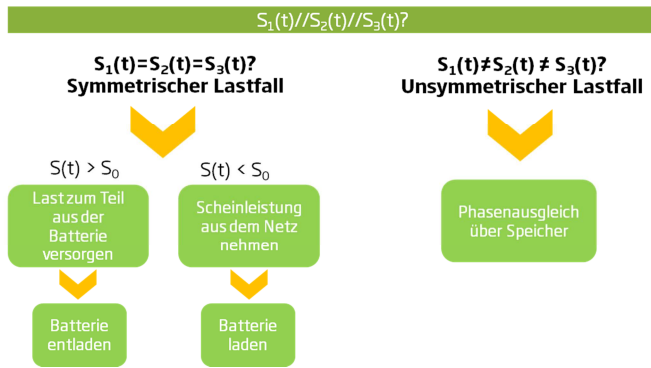 S₁(t)//S₂(t)//S₃(t)?
S₁(t)=S₂(t)=S₃(t)?
Symmetrischer Lastfall
S(t) > S₀
Last zum Teil
aus der
Batterie
versorgen
Batterie
entladen
S(t) < S₀
Scheinleistung
aus dem Netz
nehmen
Batterie
laden
S₁(t)≠S₂(t) ≠ S₃(t)?
Unsymmetrischer Lastfall
Phasenausgleich
über Speicher